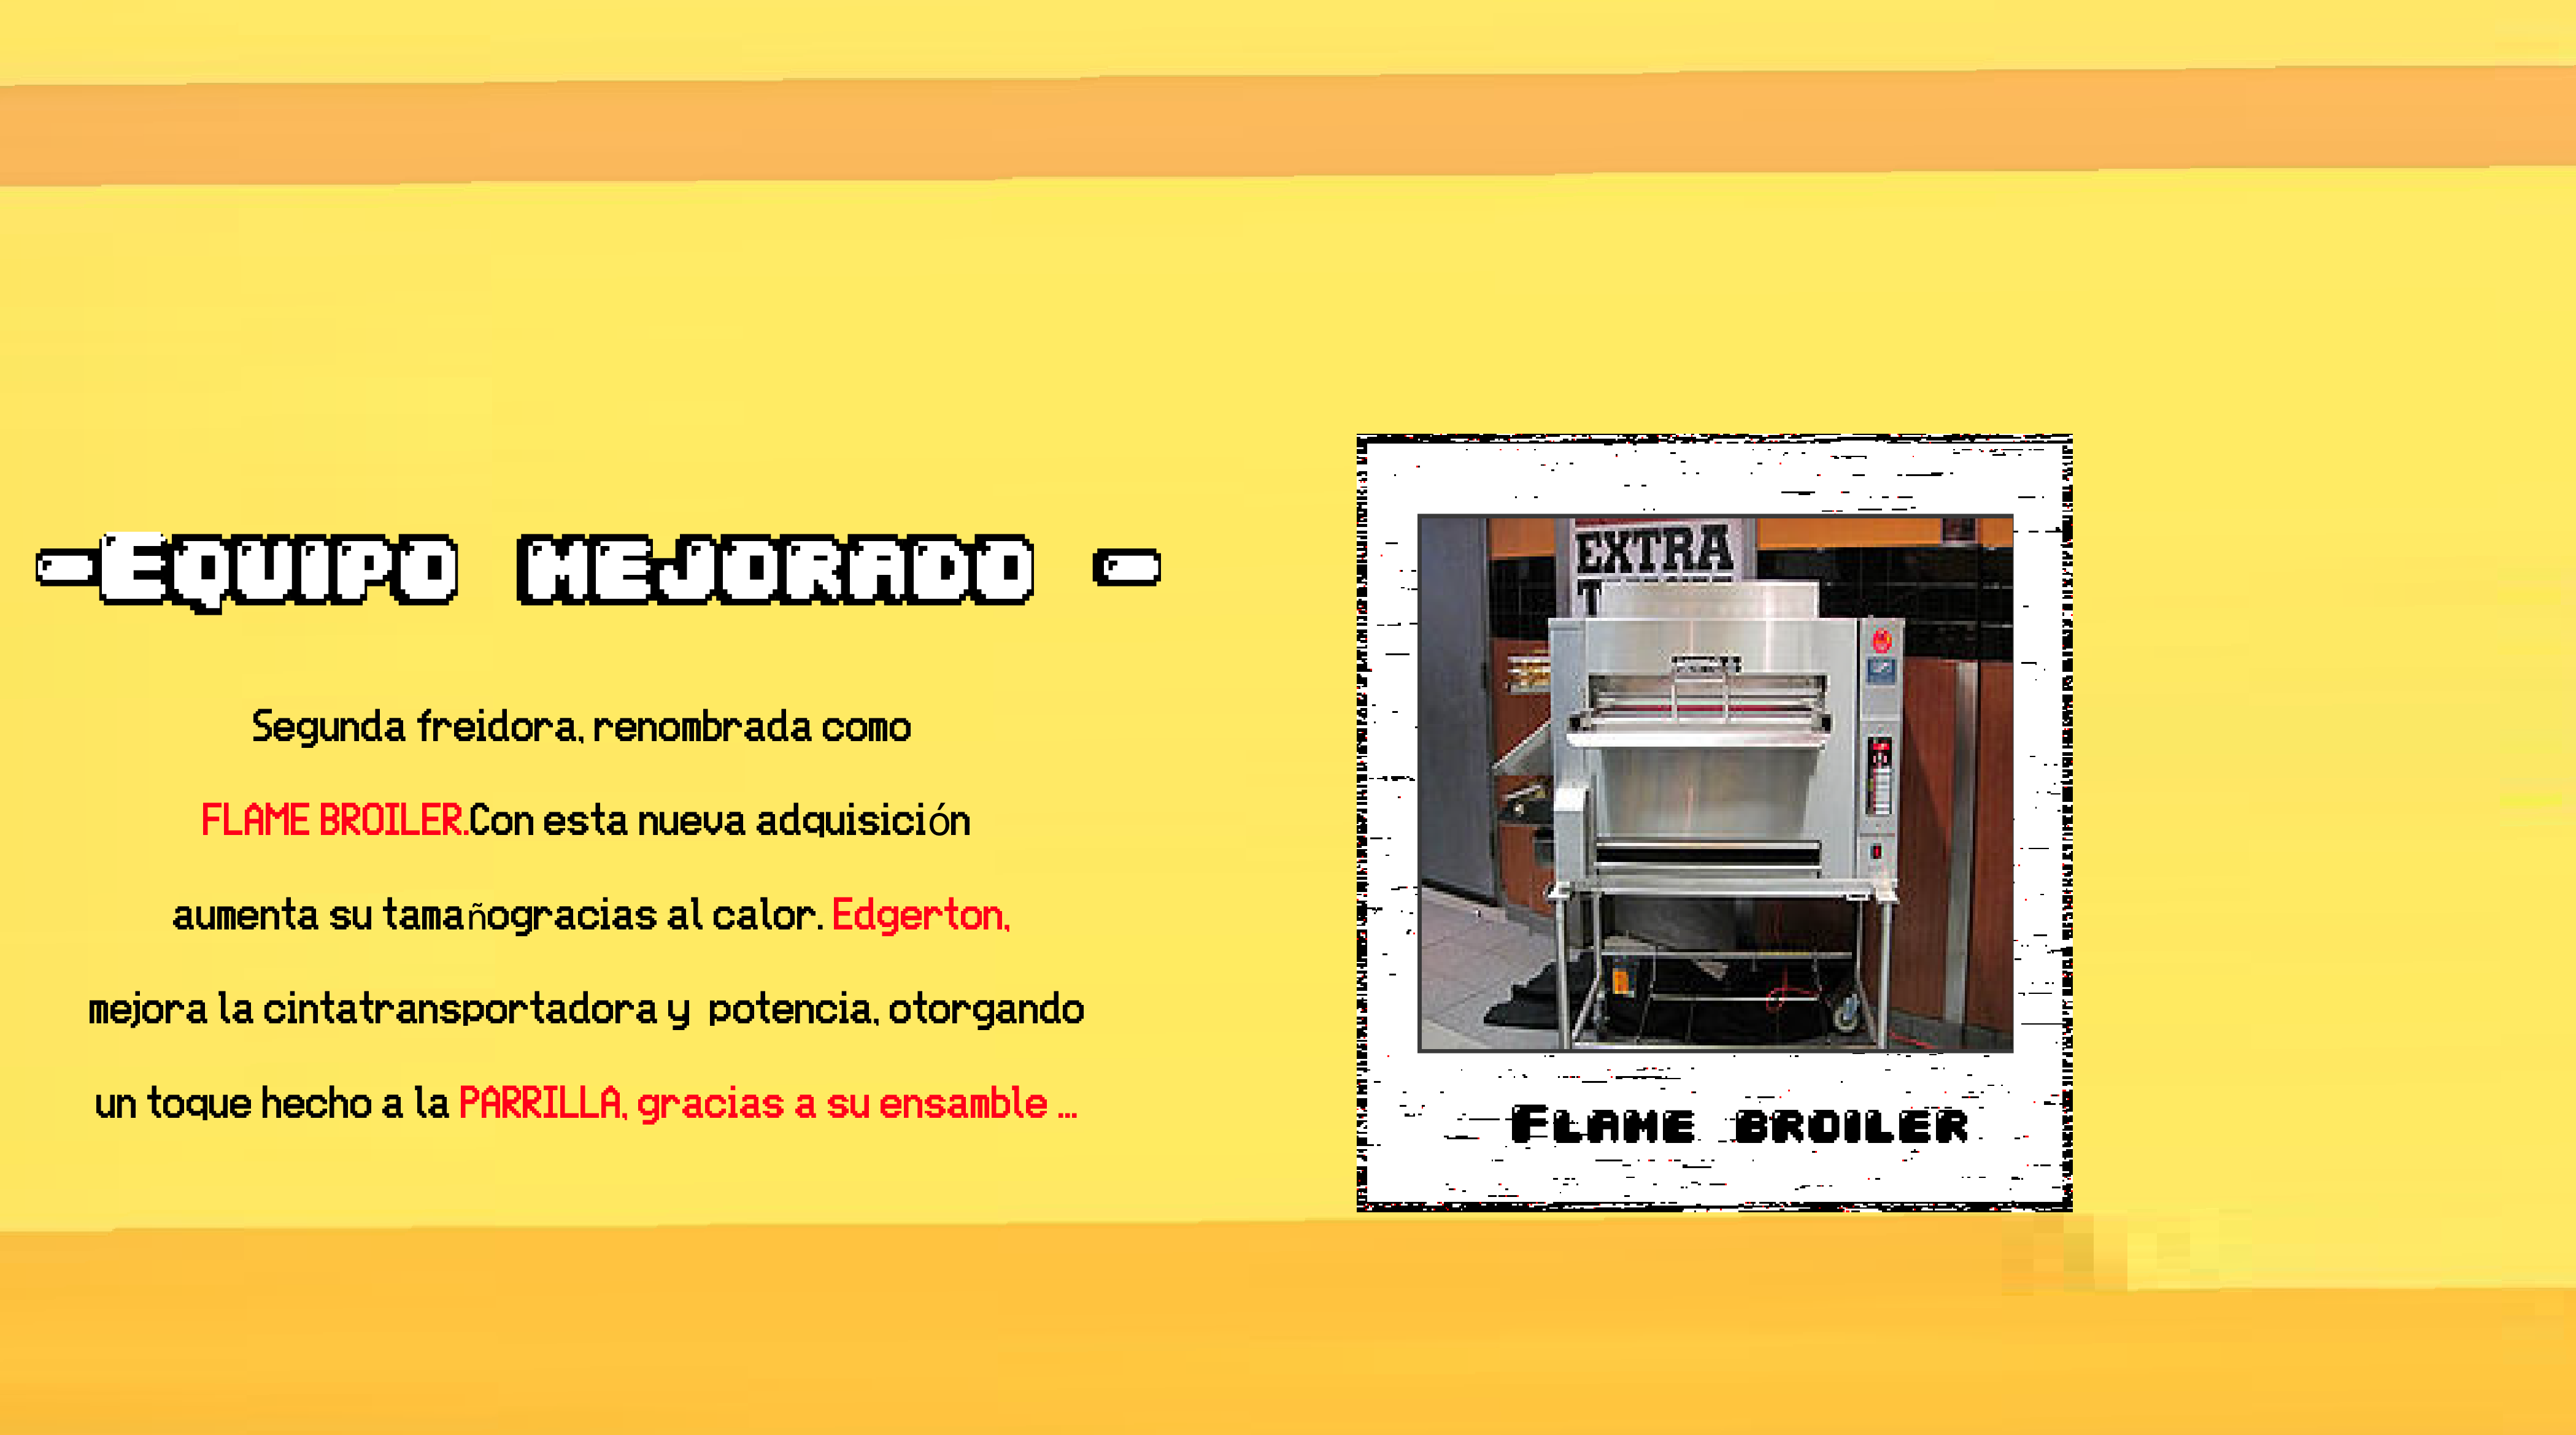 -Equipo mejorado -
Segunda freidora, renombrada como
FLAME BROILER.Con esta nueva adquisición
aumenta su tamañogracias al calor. Edgerton,
mejora la cintatransportadora y potencia, otorgando
un toque hecho a la PARRILLA, gracias a su ensamble ...
EXTRA
Flame broiler